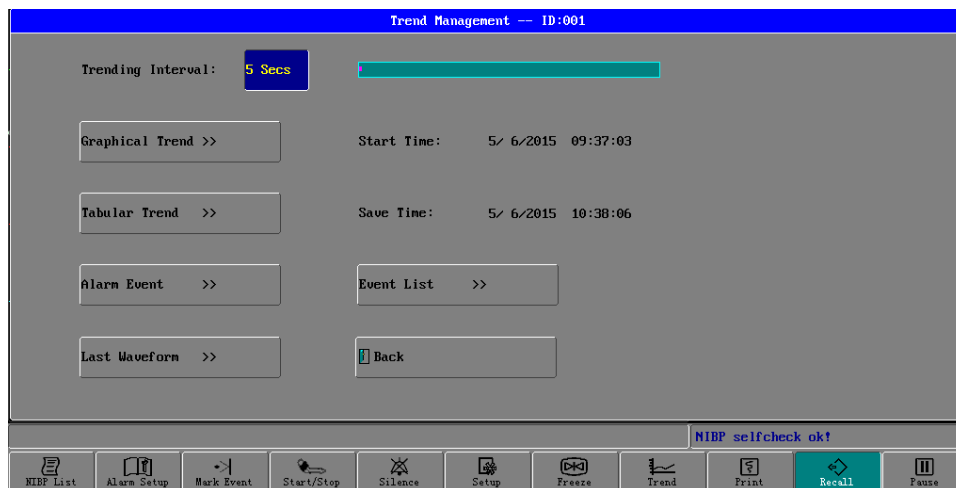 Trend Management -- ID:001
Trending Interval: 5 Secs
Graphical Trend >> Start Time: 5/ 6/2015 09:37:03
Tabular Trend >> Save Time: 5/ 6/2015 10:38:06
Alarm Event >> Event List >>
Last Waveform >> Back
NIBP selfcheck ok!
NIBP List Alarm Setup Mark Event Start/Stop Silence Setup Freeze Trend Print Recall Pause